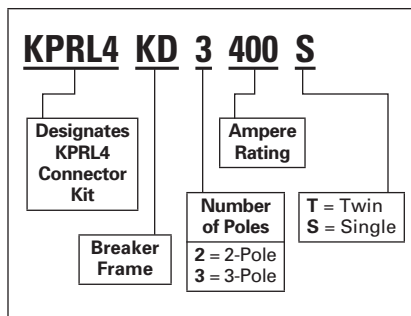 KPRL4 KD 3 400 S
Designates
KPRL4
Connector
Kit
Ampere
Rating
Number
of Poles
2 = 2-Pole
3 = 3-Pole
T = Twin
S = Single
Breaker
Frame